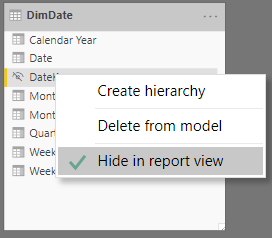 DimDate ...
Calendar Year
Date
DateK
Mont
Mont
Quart
Week
Week
Create hierarchy
Delete from model
Hide in report view